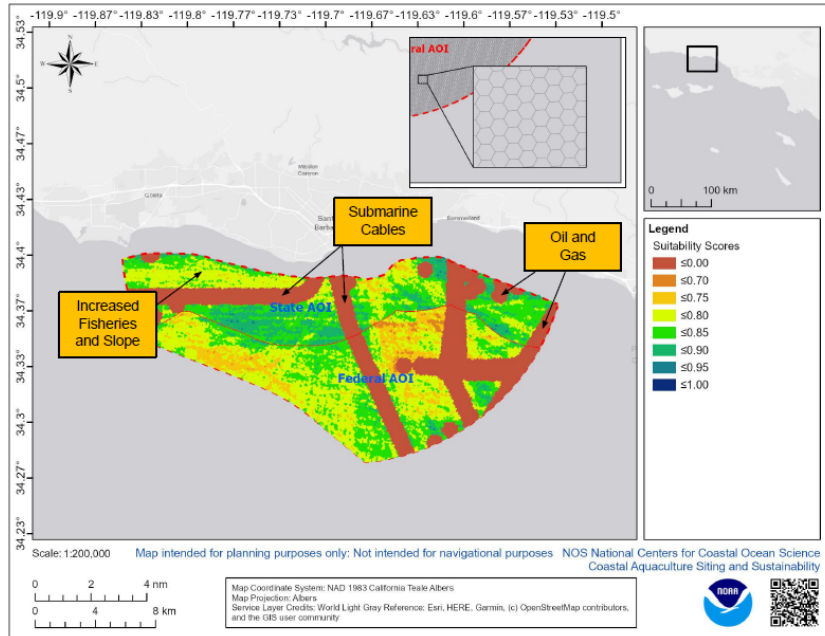 -119.9° -119.87° -119.83° -119.8° -119.77° -119.73° -119.7° -119.67° -119.63° -119.6° -119.57° -119.53° -119.5°
34.53°
34.5°
34.47°
34.43°
34.4°
34.37°
34.33°
34.3°
34.27°
34.23°
N
W E
S
ral AOI
Mission
Canyon
Goleta
Santa
Barbara
Summerland
Submarine
Cables
Oil and
Gas
Increased
Fisheries
and Slope
State AOI
Federal AOI
0 100 km
Legend
Suitability Scores
≤0.00
≤0.70
≤0.75
≤0.80
≤0.85
≤0.90
≤0.95
≤1.00
Scale: 1:200,000
Map intended for planning purposes only: Not intended for navigational purposes
NOS National Centers for Coastal Ocean Science
Coastal Aquaculture Siting and Sustainability
0 2 4 nm
0 4 8 km
Map Coordinate System: NAD 1983 California Teale Albers
Map Projection: Albers
Service Layer Credits: World Light Gray Reference: Esri, HERE, Garmin, (c) OpenStreetMap contributors,
and the GIS user community
NOAA